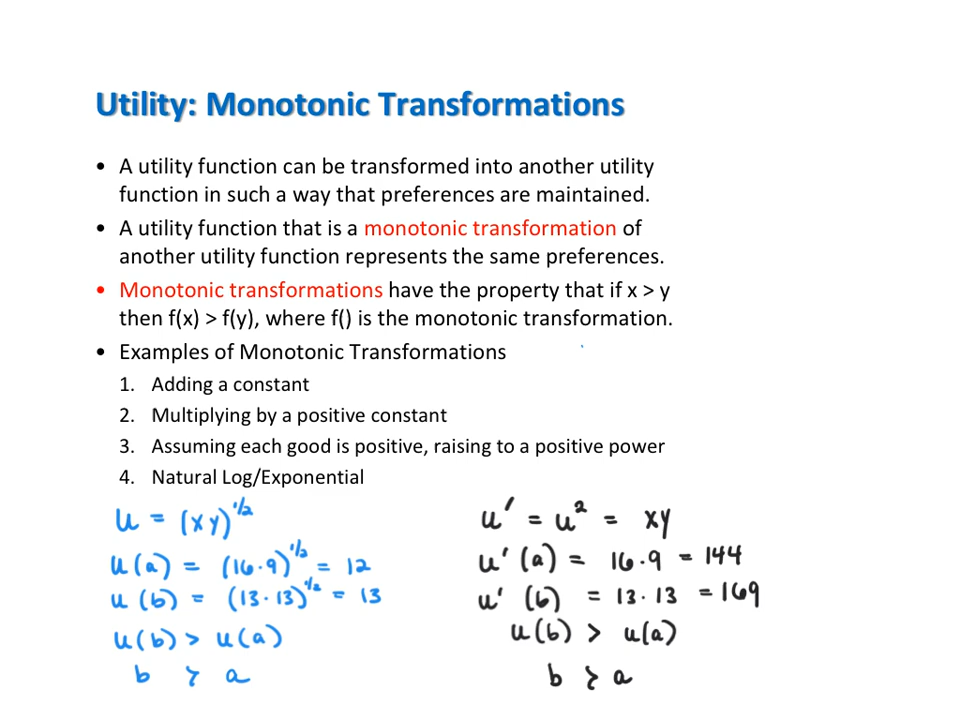 Utility: Monotonic Transformations
• A utility function can be transformed into another utility
function in such a way that preferences are maintained.
• A utility function that is a monotonic transformation of
another utility function represents the same preferences.
• Monotonic transformations have the property that if x > y
then f(x) > f(y), where f() is the monotonic transformation.
• Examples of Monotonic Transformations
1. Adding a constant
2. Multiplying by a positive constant
3. Assuming each good is positive, raising to a positive power
4. Natural Log/Exponential
u = (xy)^1/2
u(a) = (16·9)^1/2 = 12
u(b) = (13·13)^1/2 = 13
u(b) > u(a)
b ≻ a
u' = u² = xy
u'(a) = 16·9 = 144
u'(b) = 13·13 = 169
u(b) > u(a)
b ≻ a